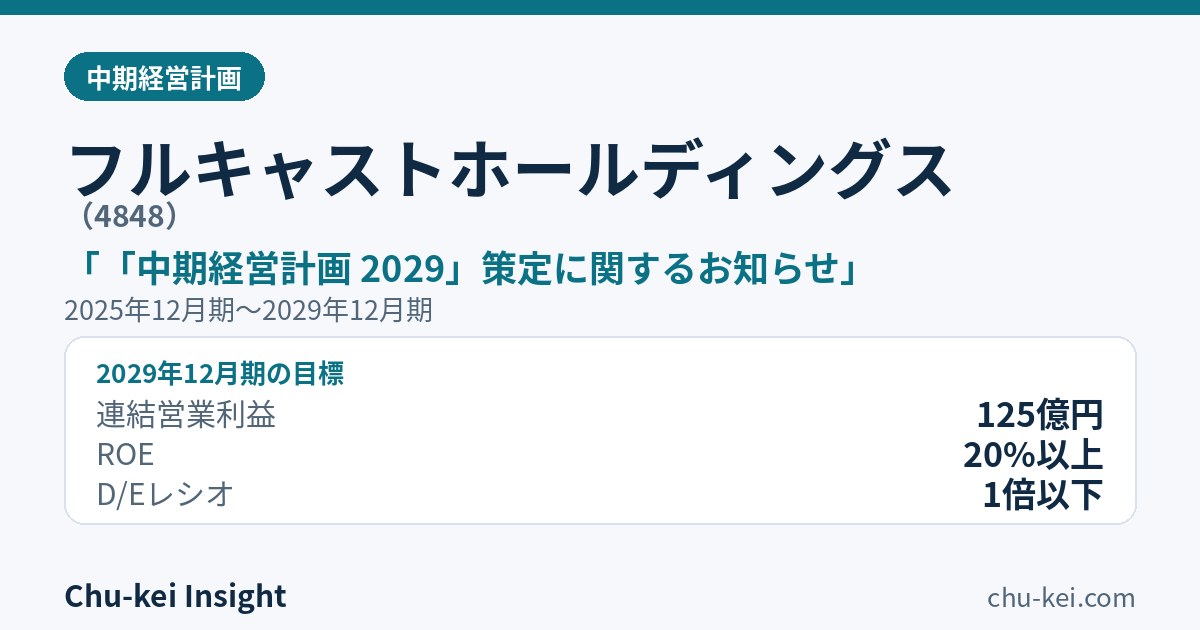 中期経営計画
フルキャストホールディングス
（4848）
「「中期経営計画 2029」策定に関するお知らせ」
2025年12月期～2029年12月期
2029年12月期の目標
連結営業利益 125億円
ROE 20%以上
D/Eレシオ 1倍以下
Chu-kei Insight chu-kei.com